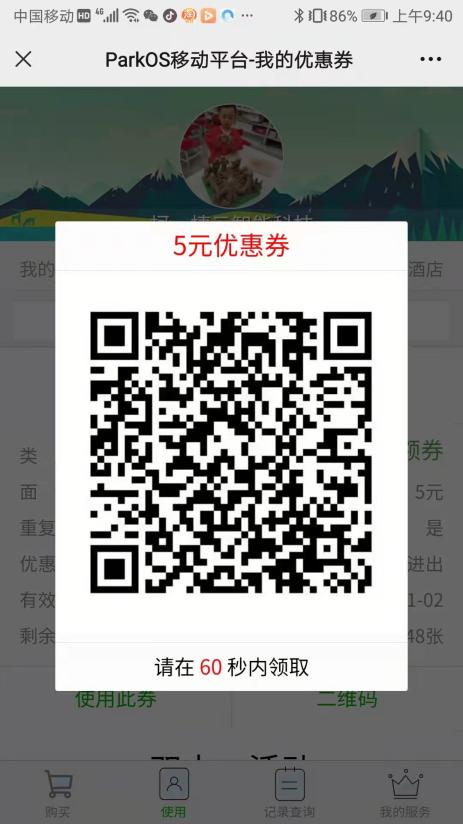 中国移动 HD 4G 86% 上午9:40
ParkOS移动平台-我的优惠券
5元优惠券
我的
酒店
类
额券
面
5元
重复
是
优惠
进出
有效
1-02
剩余
48张
请在 60 秒内领取
使用此券
二维码
购买
使用
记录查询
我的服务